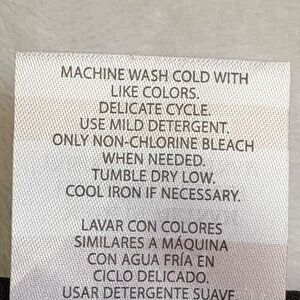 MACHINE WASH COLD WITH
LIKE COLORS.
DELICATE CYCLE.
USE MILD DETERGENT.
ONLY NON-CHLORINE BLEACH
WHEN NEEDED.
TUMBLE DRY LOW.
COOL IRON IF NECESSARY.
LAVAR CON COLORES
SIMILARES A MÁQUINA
CON AGUA FRÍA EN
CICLO DELICADO.
USAR DETERGENTE SUAVE